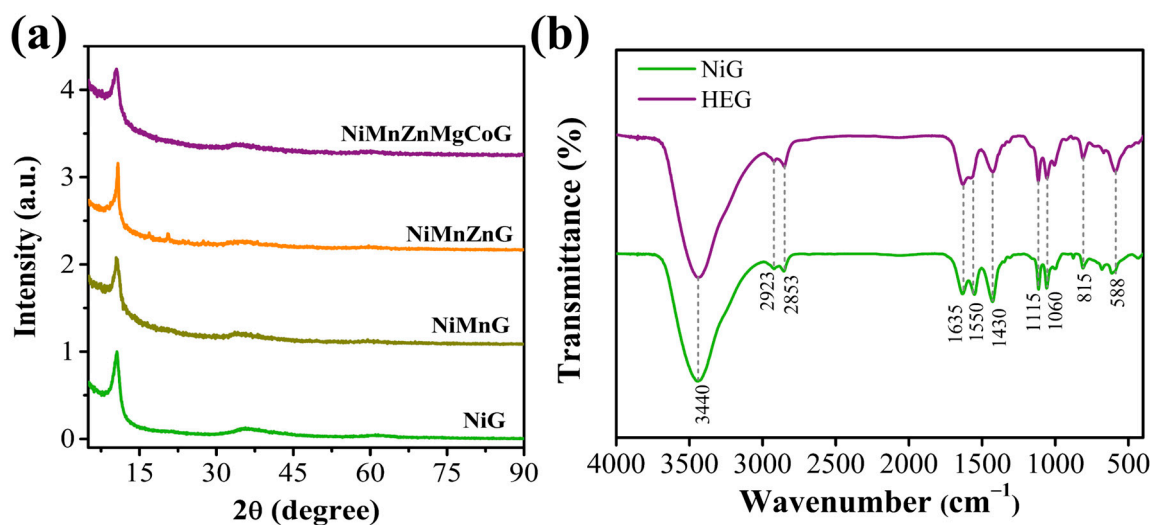 (a)
Intensity (a.u.)
4
3
2
1
0
NiMnZnMgCoG
NiMnZnG
NiMnG
NiG
15 30 45 60 75 90
2θ (degree)
(b)
Transmittance (%)
NiG
HEG
3440
2923
2853
1635
1550
1430
1115
1060
815
588
4000 3500 3000 2500 2000 1500 1000 500
Wavenumber (cm⁻¹)